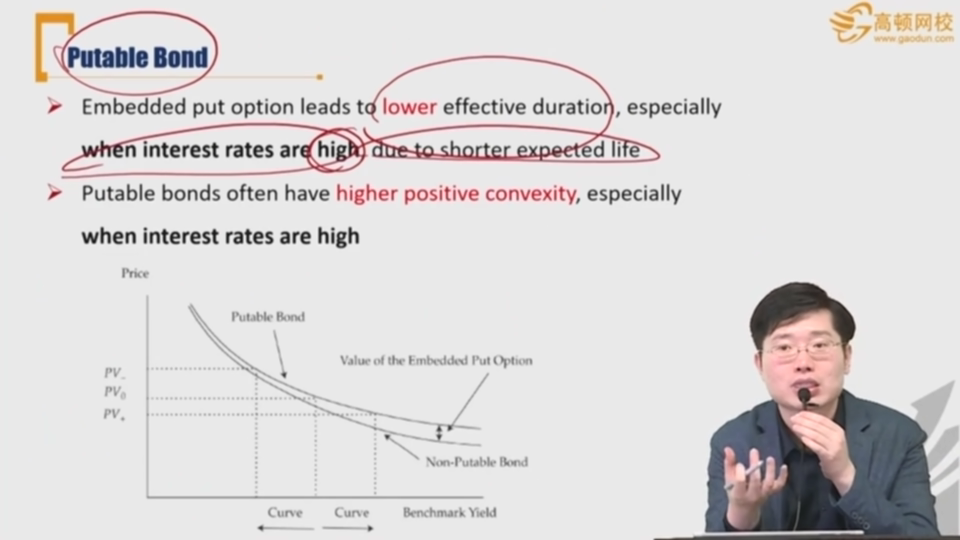 高顿网校
www.gaodun.com
Putable Bond
Embedded put option leads to lower effective duration, especially
when interest rates are high, due to shorter expected life
Putable bonds often have higher positive convexity, especially
when interest rates are high
Price
Putable Bond
Value of the Embedded Put Option
PV₋
PV₀
PV₊
Non-Putable Bond
Curve
Curve
Benchmark Yield